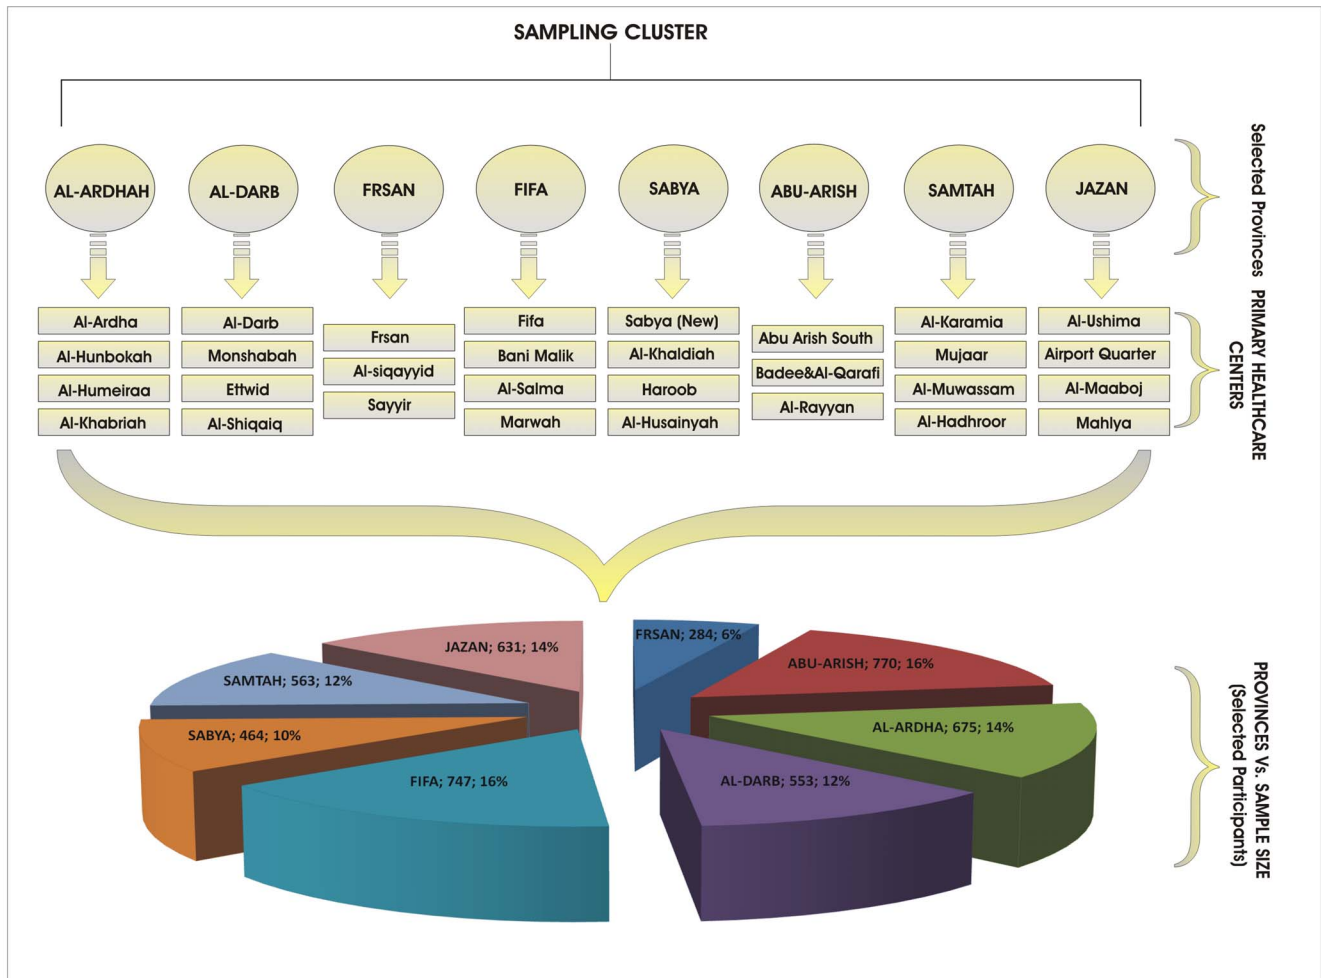 SAMPLING CLUSTER
AL-ARDHAH
AL-DARB
FRSAN
FIFA
SABYA
ABU-ARISH
SAMTAH
JAZAN
Selected Provinces
Al-Ardha
Al-Hunbokah
Al-Humeiraa
Al-Khabriah
Al-Darb
Monshabah
Ettwid
Al-Shiqaiq
Frsan
Al-siqayyid
Sayyir
Fifa
Bani Malik
Al-Salma
Marwah
Sabya (New)
Al-Khaldiah
Haroob
Al-Husainyah
Abu Arish South
Badee&Al-Qarafi
Al-Rayyan
Al-Karamia
Mujaar
Al-Muwassam
Al-Hadhroor
Al-Ushima
Airport Quarter
Al-Maaboj
Mahlya
PRIMARY HEALTHCARE
CENTERS
FRSAN; 284; 6%
ABU-ARISH; 770; 16%
AL-ARDHA; 675; 14%
AL-DARB; 553; 12%
FIFA; 747; 16%
SABYA; 464; 10%
SAMTAH; 563; 12%
JAZAN; 631; 14%
PROVINCES Vs. SAMPLE SIZE
(Selected Participants)